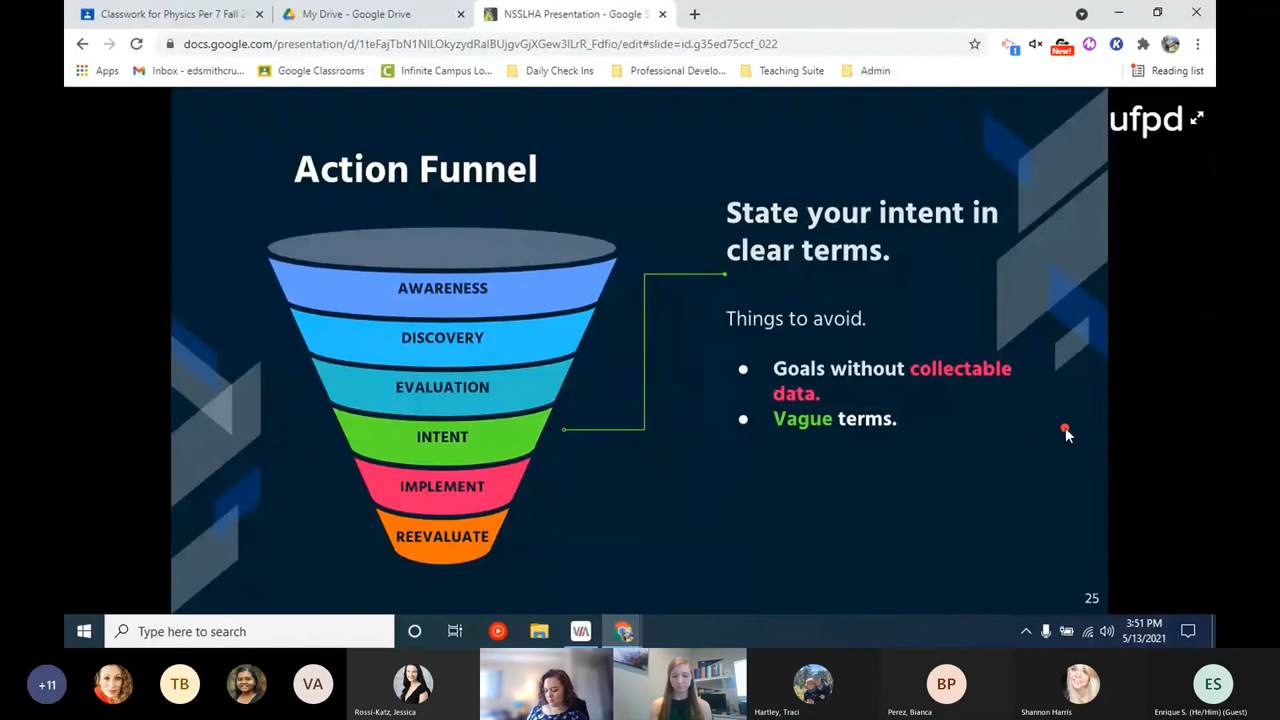 Classwork for Physics Per 7 Fall 2
My Drive - Google Drive
NSSLHA Presentation - Google S
docs.google.com/presentation/d/1teFajTbN1NlLOkyzydRaIBUjgvGjXGew3lLrR_Fdfio/edit#slide=id.g35ed75ccf_022
1
New!
K
Apps
Inbox - edsmithcru...
Google Classrooms
Infinite Campus Lo...
Daily Check Ins
Professional Develo...
Teaching Suite
Admin
Reading list
ufpd
Action Funnel
AWARENESS
DISCOVERY
EVALUATION
INTENT
IMPLEMENT
REEVALUATE
State your intent in
clear terms.
Things to avoid.
● Goals without collectable
data.
● Vague terms.
25
Type here to search
VIA
3:51 PM
5/13/2021
+11
TB
VA
BP
ES
Rossi-Katz, Jessica
Hartley, Traci
Perez, Bianca
Shannon Harris
Enrique S. (He/Him) (Guest)